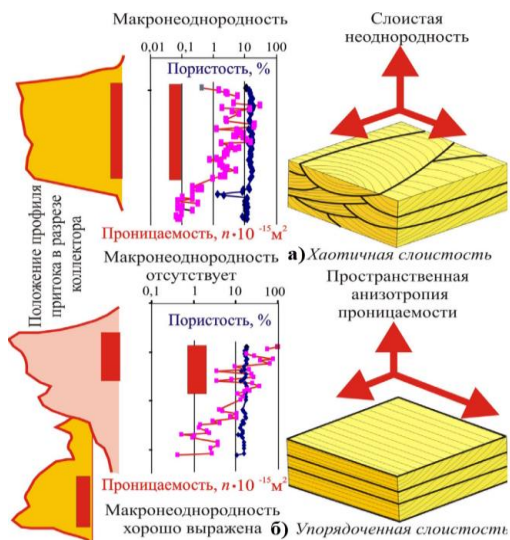 Макронеоднородность
0,01 0,1 1 10 100
Пористость, %
Проницаемость, n•10 ⁻¹⁵м²
Слоистая
неоднородность
а) Хаотичная слоистость
Положение профиля
притока в разрезе
коллектора
Макронеоднородность
отсутствует
0,1 1 10 100
Пористость, %
Проницаемость, n•10 ⁻¹⁵м²
Макронеоднородность
хорошо выражена
Пространственная
анизотропия
проницаемости
б) Упорядоченная слоистость